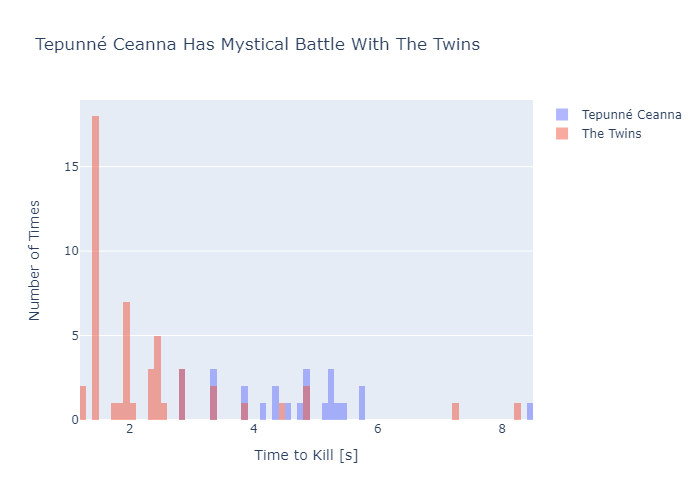 Tepunné Ceanna Has Mystical Battle With The Twins
Tepunné Ceanna
The Twins
15
10
5
0
2 4 6 8
Number of Times
Time to Kill [s]